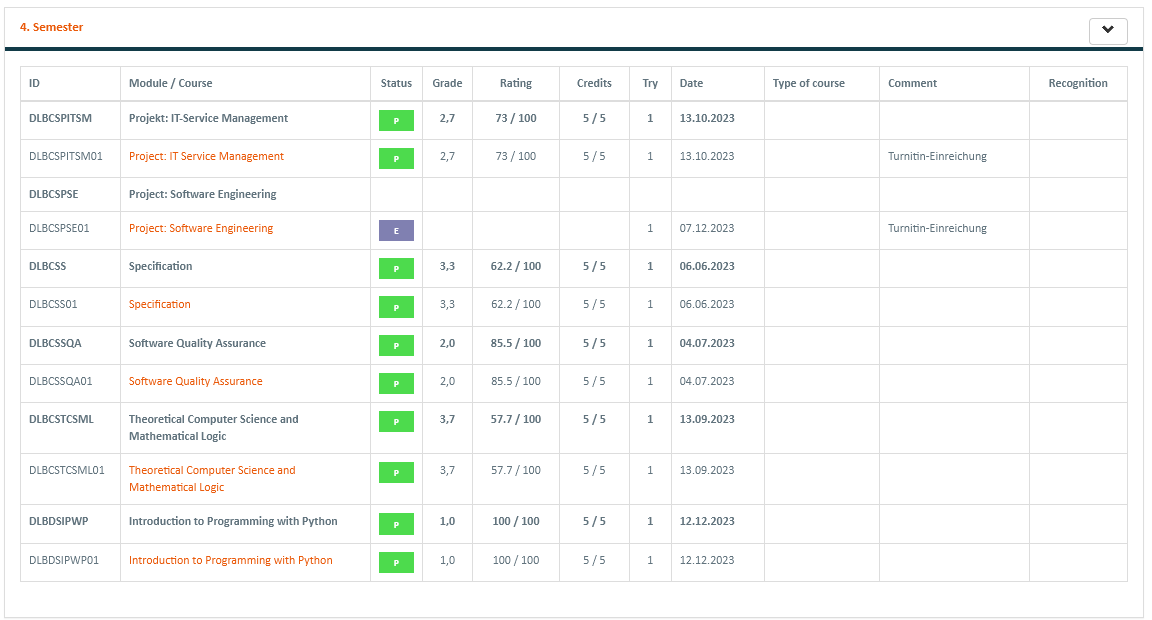 4. Semester
ID Module / Course Status Grade Rating Credits Try Date Type of course Comment Recognition
DLBCSPITSM Projekt: IT-Service Management P 2,7 73 / 100 5 / 5 1 13.10.2023
DLBCSPITSM01 Project: IT Service Management P 2,7 73 / 100 5 / 5 1 13.10.2023 Turnitin-Einreichung
DLBCSPSE Project: Software Engineering
DLBCSPSE01 Project: Software Engineering E 1 07.12.2023 Turnitin-Einreichung
DLBCSS Specification P 3,3 62.2 / 100 5 / 5 1 06.06.2023
DLBCSS01 Specification P 3,3 62.2 / 100 5 / 5 1 06.06.2023
DLBCSSQA Software Quality Assurance P 2,0 85.5 / 100 5 / 5 1 04.07.2023
DLBCSSQA01 Software Quality Assurance P 2,0 85.5 / 100 5 / 5 1 04.07.2023
DLBCSTCSML Theoretical Computer Science and P 3,7 57.7 / 100 5 / 5 1 13.09.2023
Mathematical Logic
DLBCSTCSML01 Theoretical Computer Science and P 3,7 57.7 / 100 5 / 5 1 13.09.2023
Mathematical Logic
DLBDSIPWP Introduction to Programming with Python P 1,0 100 / 100 5 / 5 1 12.12.2023
DLBDSIPWP01 Introduction to Programming with Python P 1,0 100 / 100 5 / 5 1 12.12.2023